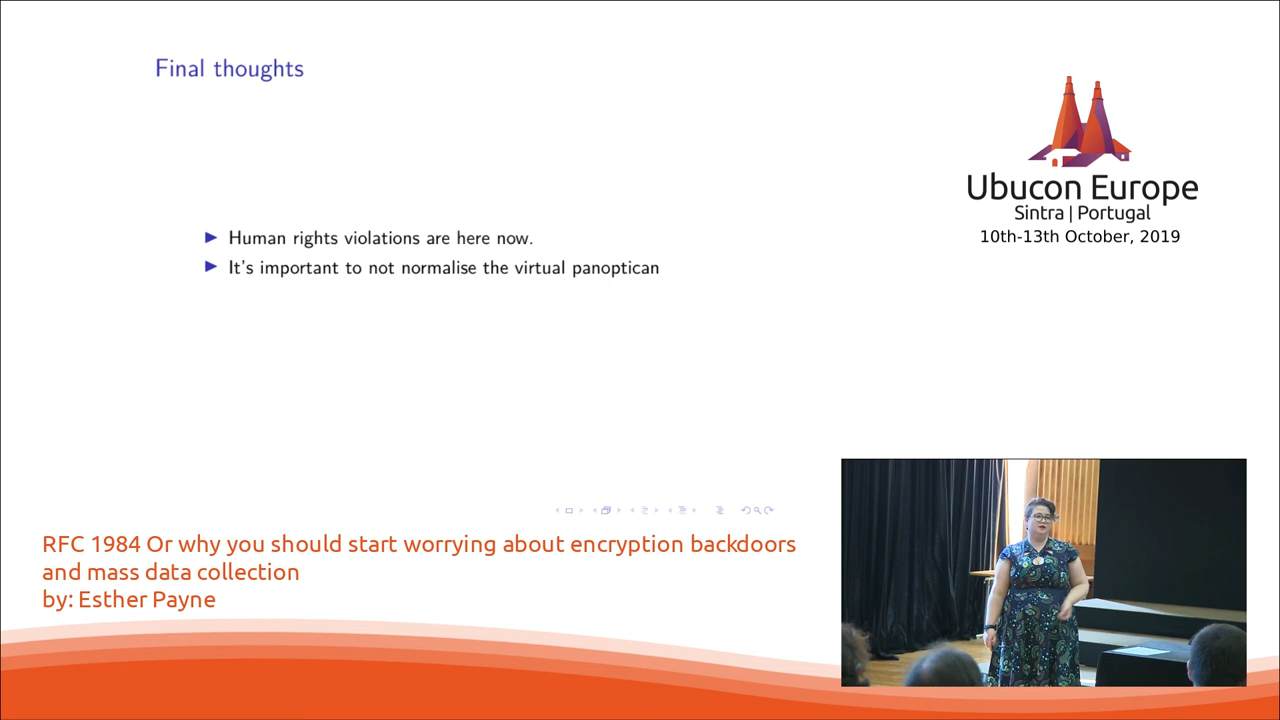 Final thoughts
Human rights violations are here now.
It's important to not normalise the virtual panoptican
Ubucon Europe
Sintra | Portugal
10th-13th October, 2019
RFC 1984 Or why you should start worrying about encryption backdoors
and mass data collection
by: Esther Payne